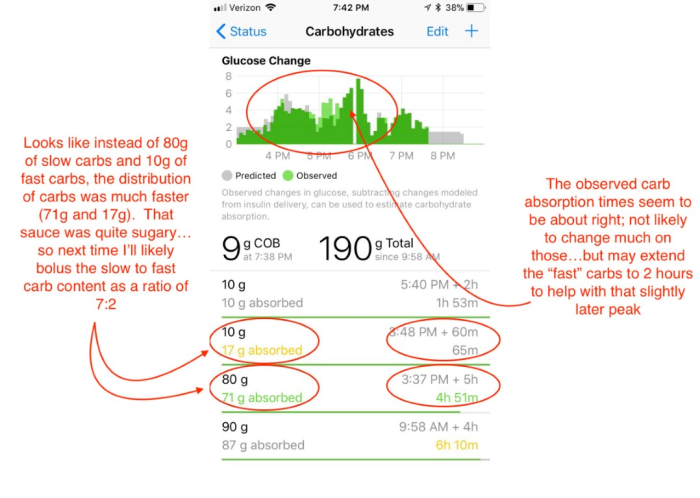 Verizon
7:42 PM
38%
Status
Carbohydrates
Edit +
Glucose Change
8
6
4
2
0
4 PM
5 PM
6 PM
7 PM
8 PM
Predicted
Observed
Observed changes in glucose, subtracting changes modeled
from insulin delivery, can be used to estimate carbohydrate
absorption.
9 g COB
at 7:38 PM
190 g Total
since 9:58 AM
10 g
5:40 PM + 2h
10 g absorbed
1h 53m
10 g
3:48 PM + 60m
17 g absorbed
65m
80 g
3:37 PM + 5h
71 g absorbed
4h 51m
90 g
9:58 AM + 4h
87 g absorbed
6h 10m
Looks like instead of 80g
of slow carbs and 10g of
fast carbs, the distribution
of carbs was much faster
(71g and 17g). That
sauce was quite sugary...
so next time I'll likely
bolus the slow to fast
carb content as a ratio of
7:2
The observed carb
absorption times seem to
be about right; not likely
to change much on
those...but may extend
the “fast” carbs to 2 hours
to help with that slightly
later peak